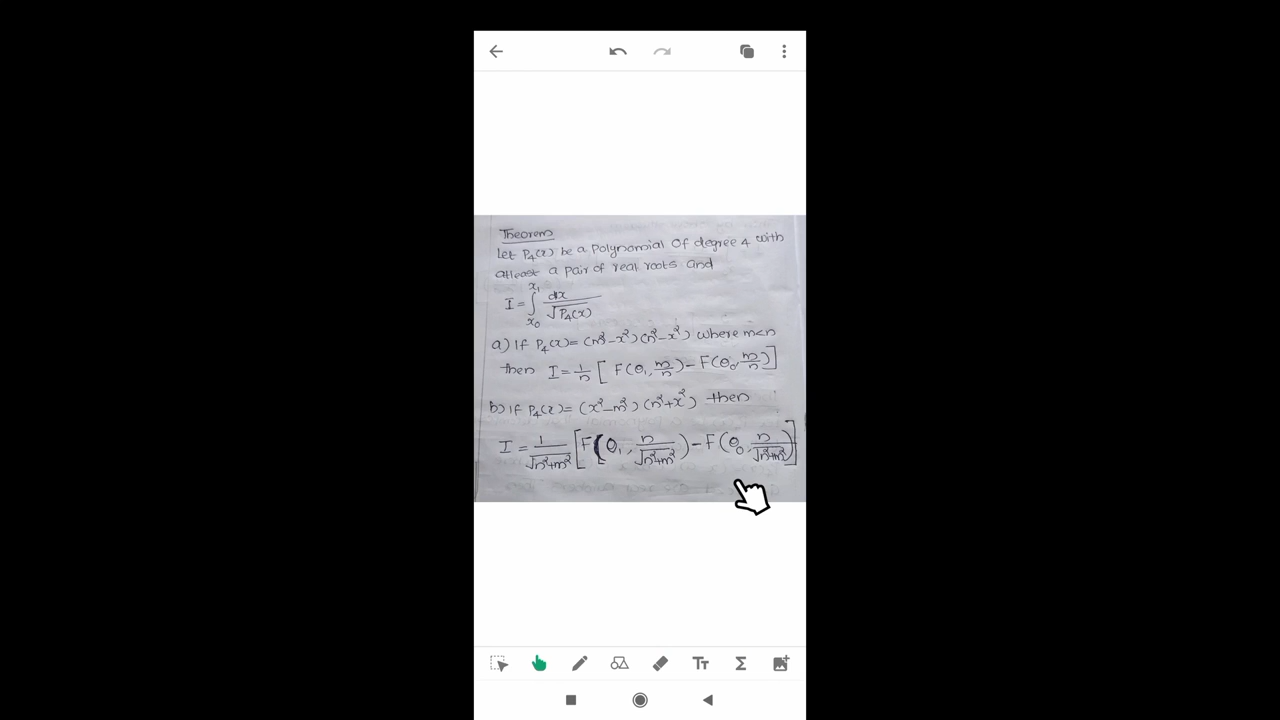 Theorem
Let P₄(x) be a Polynomial Of degree 4 with
atleast a pair of real roots and
I = ∫_{x₀}^{x₁} dx / √P₄(x)
a) If P₄(x) = (m²-x²)(n²-x²) where m<n
then I = 1/n [ F(θ₁, m/n) - F(θ₀, m/n) ]
b) If P₄(x) = (x²-m²)(n²+x²) then
I = 1/√(n²+m²) [ F(θ₁, n/√(n²+m²)) - F(θ₀, n/√(n²+m²)) ]
Tт
Σ